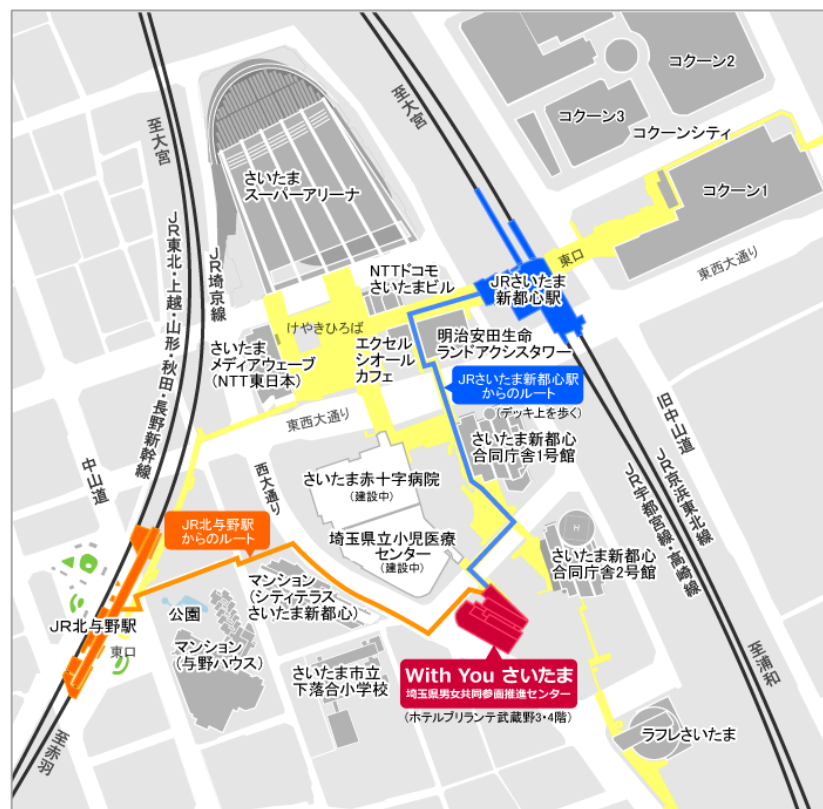 至大宮
至大宮
コクーン2
コクーン3
コクーンシティ
コクーン1
さいたま
スーパーアリーナ
JR東北・上越・山形・秋田・長野新幹線
JR埼京線
NTTドコモ
さいたまビル
JRさいたま
新都心駅
東口
東西大通り
けやきひろば
さいたま
メディアウェーブ
(NTT東日本)
エクセル
シオール
カフェ
明治安田生命
ランドアクシスタワー
JRさいたま新都心駅
からのルート
(デッキ上を歩く)
東西大通り
旧中山道
中山道
西大通り
さいたま新都心
合同庁舎1号館
さいたま赤十字病院
(建設中)
JR京浜東北線
JR宇都宮線・高崎線
JR北与野駅
からのルート
埼玉県立小児医療
センター
(建設中)
H
さいたま新都心
合同庁舎2号館
マンション
(シティテラス
さいたま新都心)
公園
JR北与野駅
東口
マンション
(与野ハウス)
さいたま市立
下落合小学校
With You さいたま
埼玉県男女共同参画推進センター
(ホテルブリランテ武蔵野3・4階)
至浦和
ラフレさいたま
至赤羽